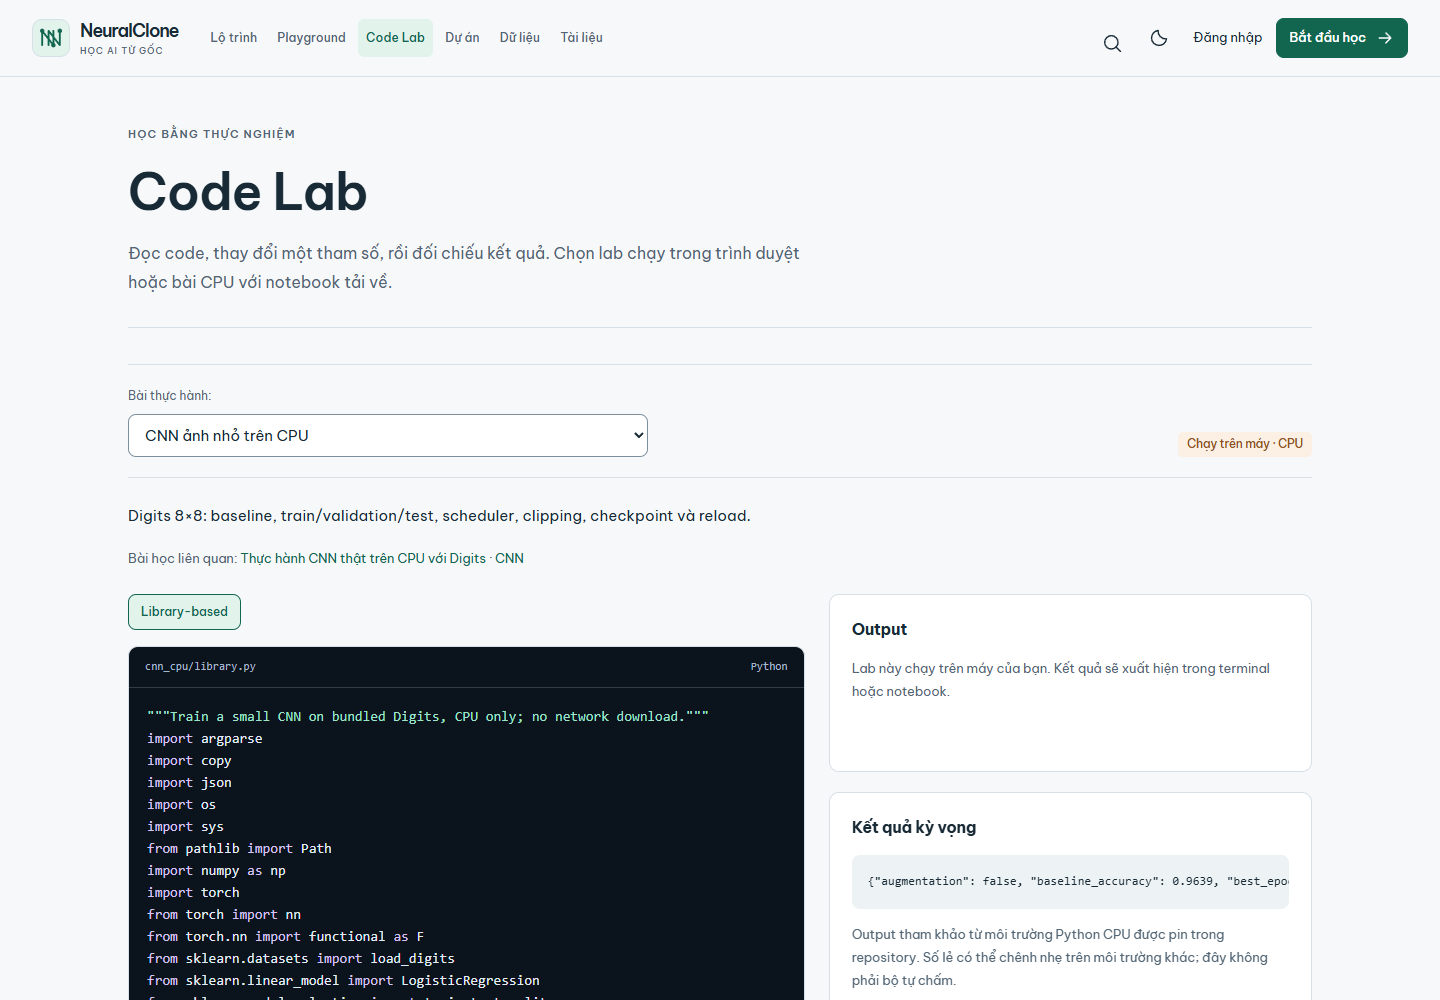 NeuralClone
HỌC AI TỪ GỐC
Lộ trình
Playground
Code Lab
Dự án
Dữ liệu
Tài liệu
Đăng nhập
Bắt đầu học
HỌC BẰNG THỰC NGHIỆM
Code Lab
Đọc code, thay đổi một tham số, rồi đối chiếu kết quả. Chọn lab chạy trong trình duyệt
hoặc bài CPU với notebook tải về.
Bài thực hành:
CNN ảnh nhỏ trên CPU
Chạy trên máy · CPU
Digits 8×8: baseline, train/validation/test, scheduler, clipping, checkpoint và reload.
Bài học liên quan: Thực hành CNN thật trên CPU với Digits · CNN
Library-based
cnn_cpu/library.py
Python
"""Train a small CNN on bundled Digits, CPU only; no network download."""
import argparse
import copy
import json
import os
import sys
from pathlib import Path
import numpy as np
import torch
from torch import nn
from torch.nn import functional as F
from sklearn.datasets import load_digits
from sklearn.linear_model import LogisticRegression
Output
Lab này chạy trên máy của bạn. Kết quả sẽ xuất hiện trong terminal
hoặc notebook.
Kết quả kỳ vọng
{"augmentation": false, "baseline_accuracy": 0.9639, "best_epo
Output tham khảo từ môi trường Python CPU được pin trong
repository. Số lẻ có thể chênh nhẹ trên môi trường khác; đây không
phải bộ tự chấm.